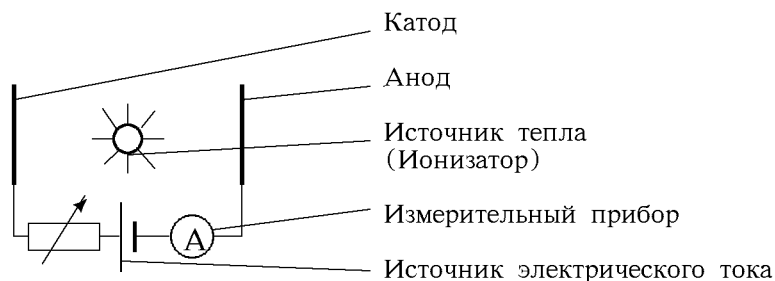 Катод
Анод
Источник тепла
(Ионизатор)
Измерительный прибор
А
Источник электрического тока